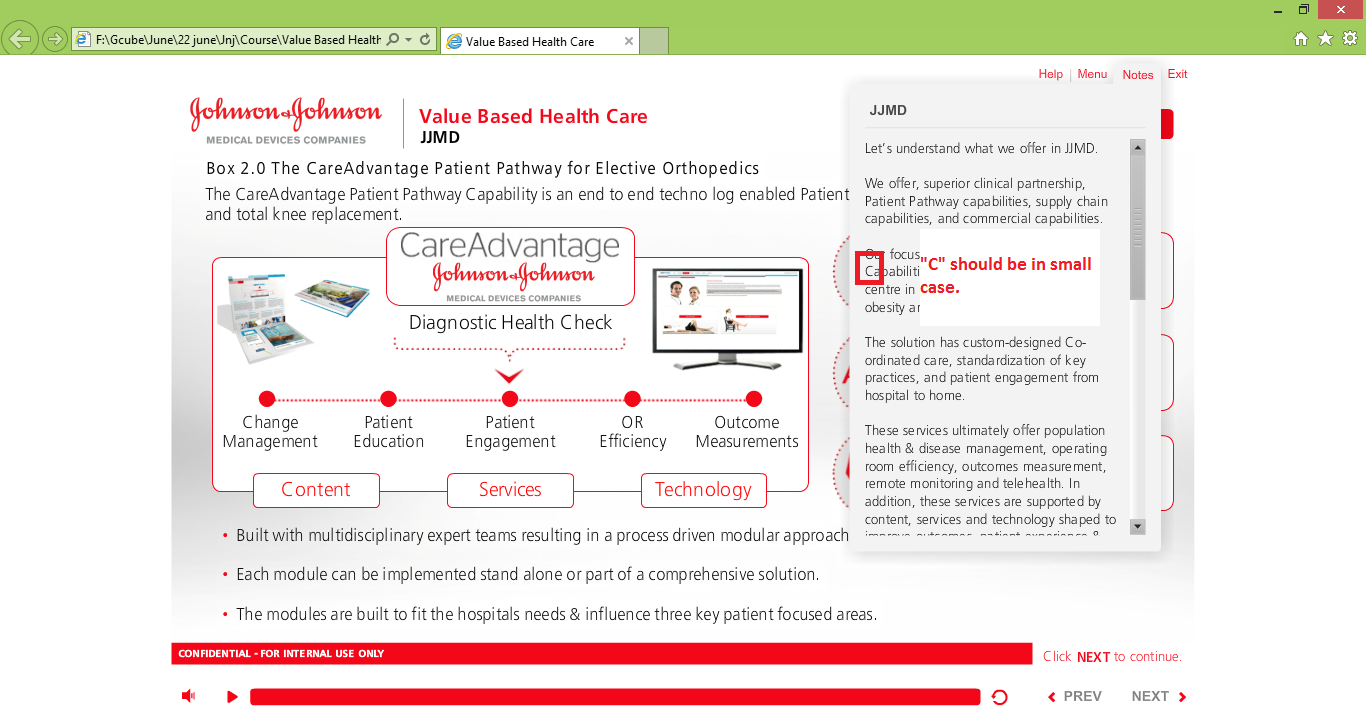 F:\Gcube\June\22 june\Jnj\Course\Value Based Health
Value Based Health Care
Help | Menu Notes Exit
Johnson & Johnson
MEDICAL DEVICES COMPANIES
Value Based Health Care
JJMD
Box 2.0 The CareAdvantage Patient Pathway for Elective Orthopedics
The CareAdvantage Patient Pathway Capability is an end to end techno log enabled Patient
and total knee replacement.
CareAdvantage
Johnson & Johnson
MEDICAL DEVICES COMPANIES
Diagnostic Health Check
Change
Management
Patient
Education
Patient
Engagement
OR
Efficiency
Outcome
Measurements
Content
Services
Technology
• Built with multidisciplinary expert teams resulting in a process driven modular approach
• Each module can be implemented stand alone or part of a comprehensive solution.
• The modules are built to fit the hospitals needs & influence three key patient focused areas.
JJMD
Let's understand what we offer in JJMD.
We offer, superior clinical partnership,
Patient Pathway capabilities, supply chain
capabilities, and commercial capabilities.
Our focus
Capabiliti
centre in
obesity ar
"C" should be in small
case.
The solution has custom-designed Co-
ordinated care, standardization of key
practices, and patient engagement from
hospital to home.
These services ultimately offer population
health & disease management, operating
room efficiency, outcomes measurement,
remote monitoring and telehealth. In
addition, these services are supported by
content, services and technology shaped to
improve outcomes, patient experience &
CONFIDENTIAL - FOR INTERNAL USE ONLY
Click NEXT to continue.
PREV
NEXT